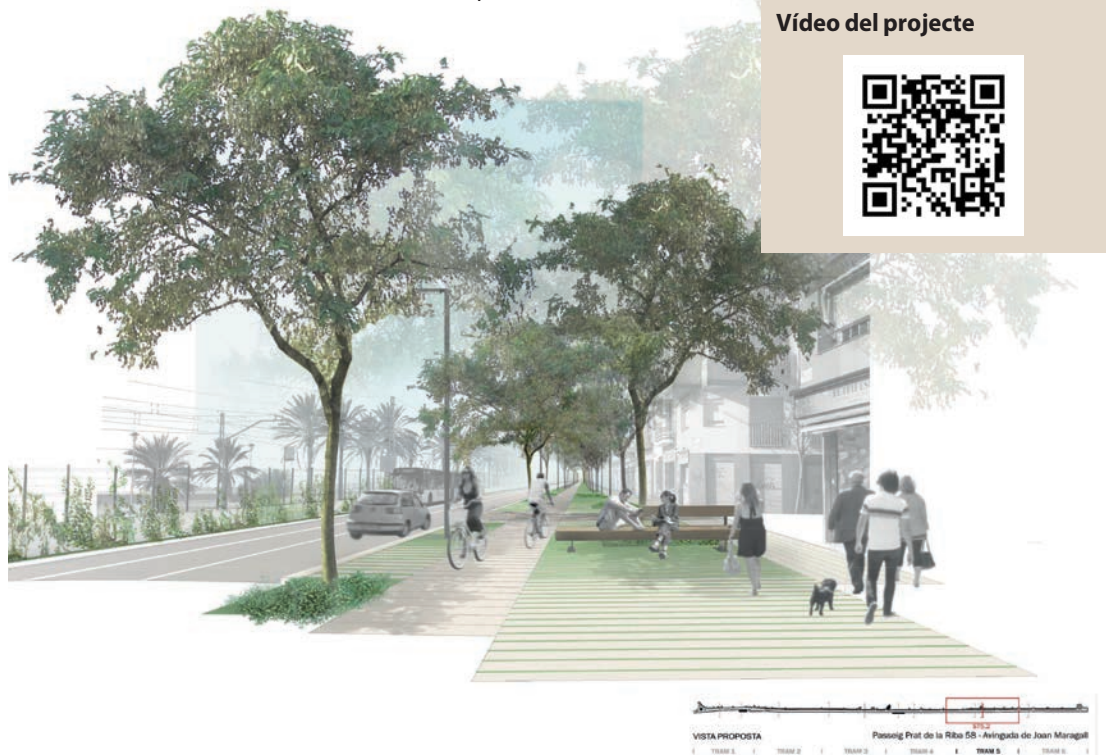 Vídeo del projecte
VISTA PROPOSTA
Passeig Prat de la Riba 58 - Avinguda de Joan Maragall
TRAM 1 TRAM 2 TRAM 3 TRAM 4 TRAM 5 TRAM 6